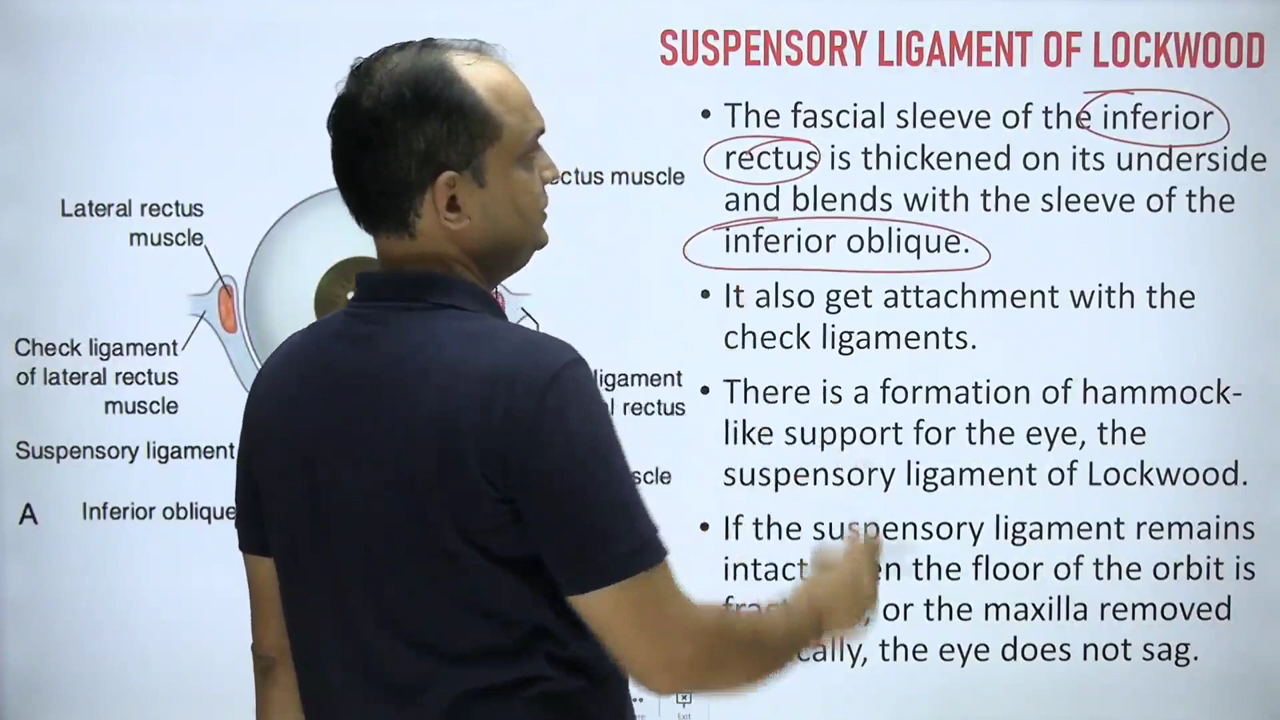 SUSPENSORY LIGAMENT OF LOCKWOOD
• The fascial sleeve of the inferior
rectus is thickened on its underside
and blends with the sleeve of the
inferior oblique.
• It also get attachment with the
check ligaments.
• There is a formation of hammock-
like support for the eye, the
suspensory ligament of Lockwood.
• If the suspensory ligament remains
intact the floor of the orbit is
or the maxilla removed
the eye does not sag.
Lateral rectus
muscle
muscle
Check ligament
of lateral rectus
muscle
ligament
rectus
Suspensory ligament
A Inferior oblique
Exit